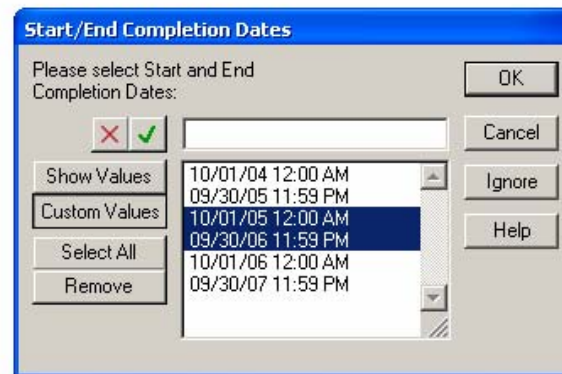 Start/End Completion Dates
Please select Start and End
Completion Dates:
OK
Cancel
Show Values
Custom Values
Select All
Remove
10/01/04 12:00 AM
09/30/05 11:59 PM
10/01/05 12:00 AM
09/30/06 11:59 PM
10/01/06 12:00 AM
09/30/07 11:59 PM
Ignore
Help